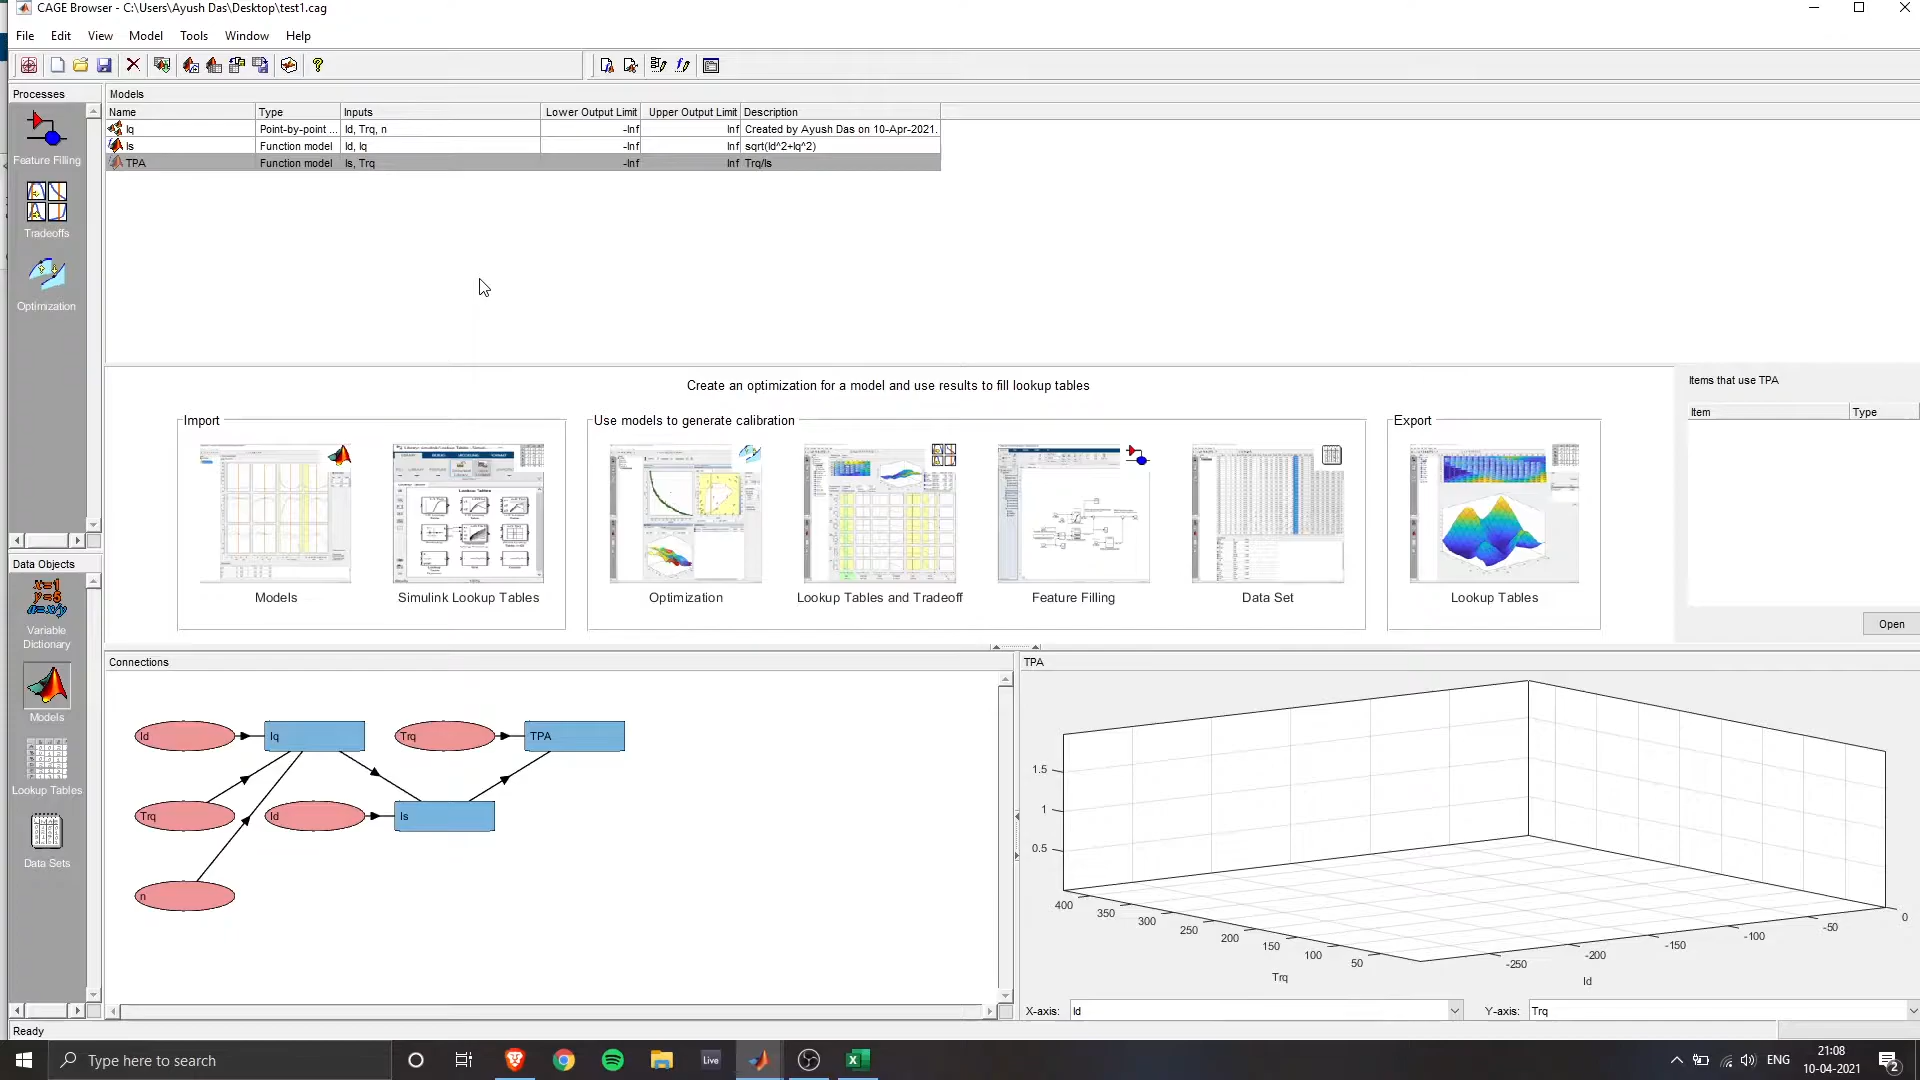 CAGE Browser - C:\Users\Ayush Das\Desktop\test1.cag
File Edit View Model Tools Window Help
Processes
Feature Filling
Tradeoffs
Optimization
Data Objects
Variable
Dictionary
Models
Lookup Tables
Data Sets
Models
Name Type Inputs Lower Output Limit Upper Output Limit Description
Iq Point-by-point ... Id, Trq, n -Inf Inf Created by Ayush Das on 10-Apr-2021.
Is Function model Id, Iq -Inf Inf sqrt(Id^2+Iq^2)
TPA Function model Is, Trq -Inf Inf Trq/Is
Create an optimization for a model and use results to fill lookup tables
Import
Models
Simulink Lookup Tables
Use models to generate calibration
Optimization
Lookup Tables and Tradeoff
Feature Filling
Data Set
Export
Lookup Tables
Items that use TPA
Item Type
Open
Connections
Id Iq Trq TPA
Trq Id Is
n
TPA
1.5
1
0.5
400 350 300 250 200 150 100 50
Trq
-250 -200 -150 -100 -50 0
Id
X-axis: Id Y-axis: Trq
Ready
Type here to search
Live
ENG
21:08
10-04-2021
2